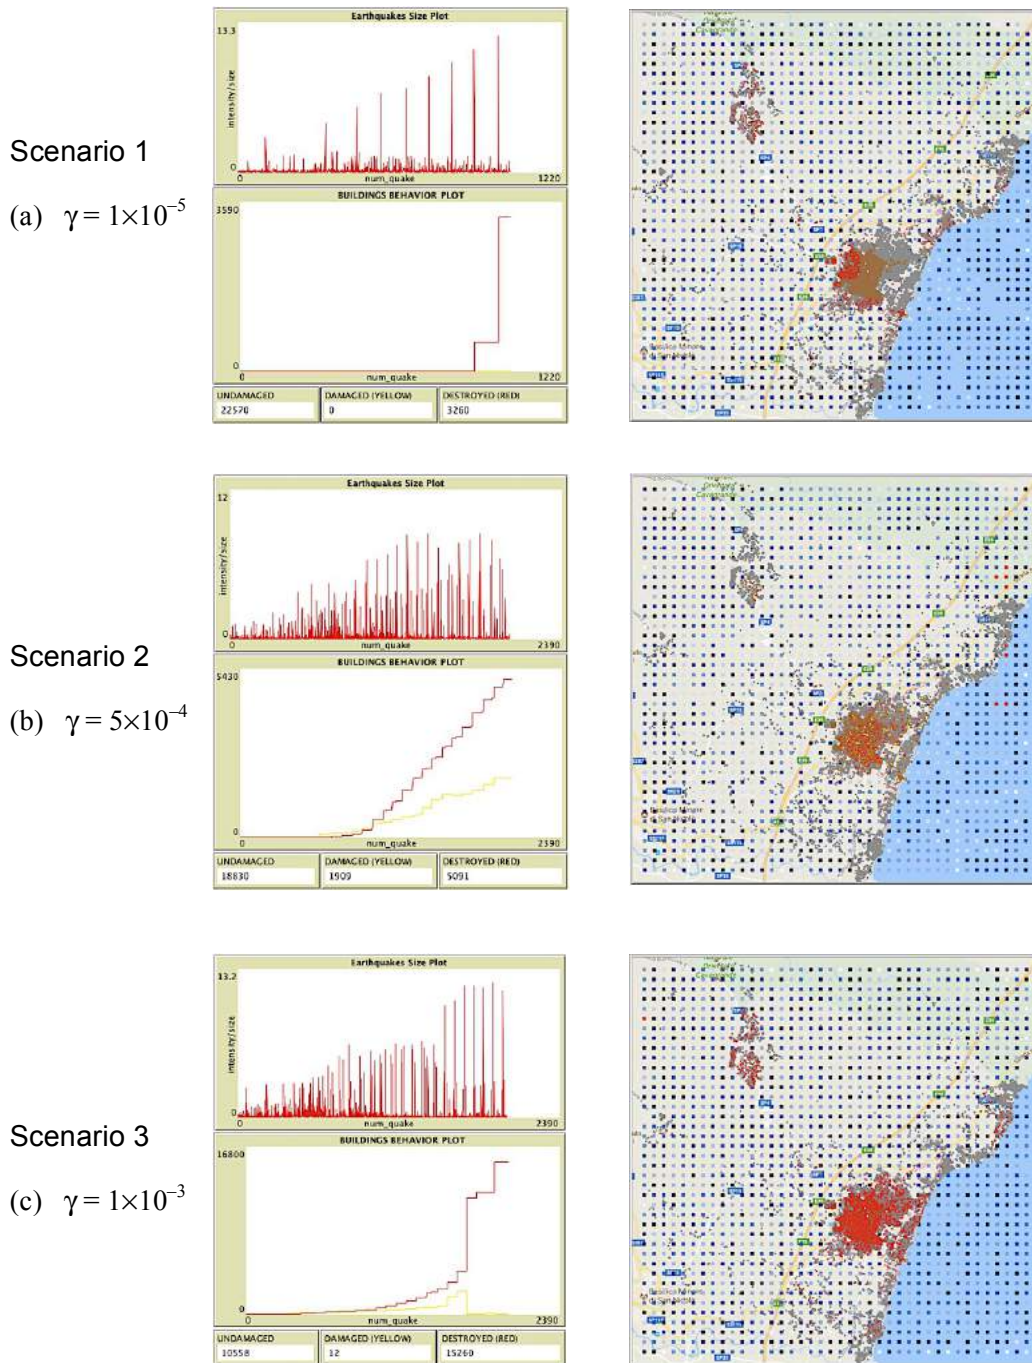 Earthquakes Size Plot
13.3
intensity/size
0
0
num_quake
1220
Scenario 1
(a) γ = 1×10⁻⁵
BUILDINGS BEHAVIOR PLOT
3590
0
0
num_quake
1220
UNDAMAGED
22570
DAMAGED (YELLOW)
0
DESTROYED (RED)
3260
Cavagrande
Earthquakes Size Plot
12
intensity/size
0
0
num_quake
2390
Scenario 2
(b) γ = 5×10⁻⁴
BUILDINGS BEHAVIOR PLOT
5430
0
0
num_quake
2390
UNDAMAGED
18830
DAMAGED (YELLOW)
1909
DESTROYED (RED)
5091
Cavagrande
Earthquakes Size Plot
13.2
intensity/size
0
0
num_quake
2390
Scenario 3
(c) γ = 1×10⁻³
BUILDINGS BEHAVIOR PLOT
16800
0
0
num_quake
2390
UNDAMAGED
10558
DAMAGED (YELLOW)
12
DESTROYED (RED)
15260
Cavagrande